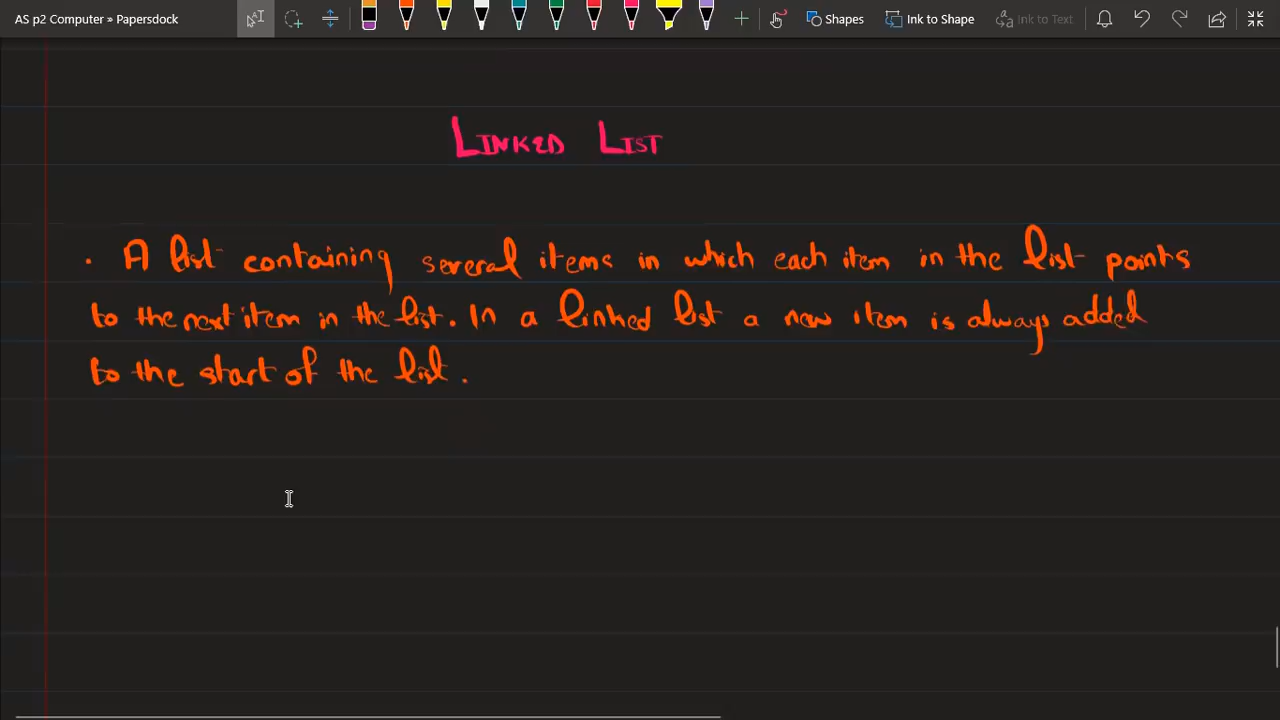 AS p2 Computer » Papersdock
Shapes
Ink to Shape
Ink to Text
LINKED LIST
. A list containing several items in which each item in the list points
to the next item in the list. In a linked list a new item is always added
to the start of the list.